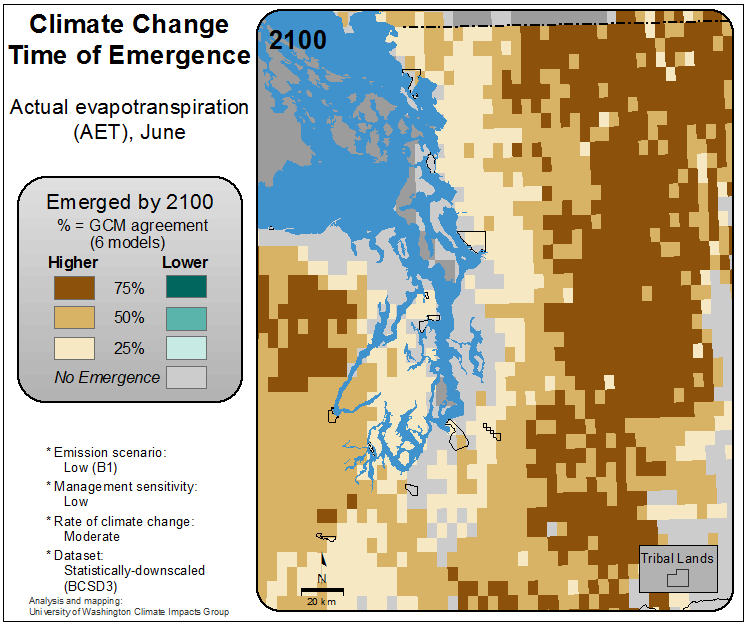 Climate Change
Time of Emergence
Actual evapotranspiration
(AET), June
Emerged by 2100
% = GCM agreement
(6 models)
Higher Lower
75%
50%
25%
No Emergence
* Emission scenario:
Low (B1)
* Management sensitivity:
Low
* Rate of climate change:
Moderate
* Dataset:
Statistically-downscaled
(BCSD3)
Analysis and mapping:
University of Washington Climate Impacts Group
2100
N
20 km
Tribal Lands